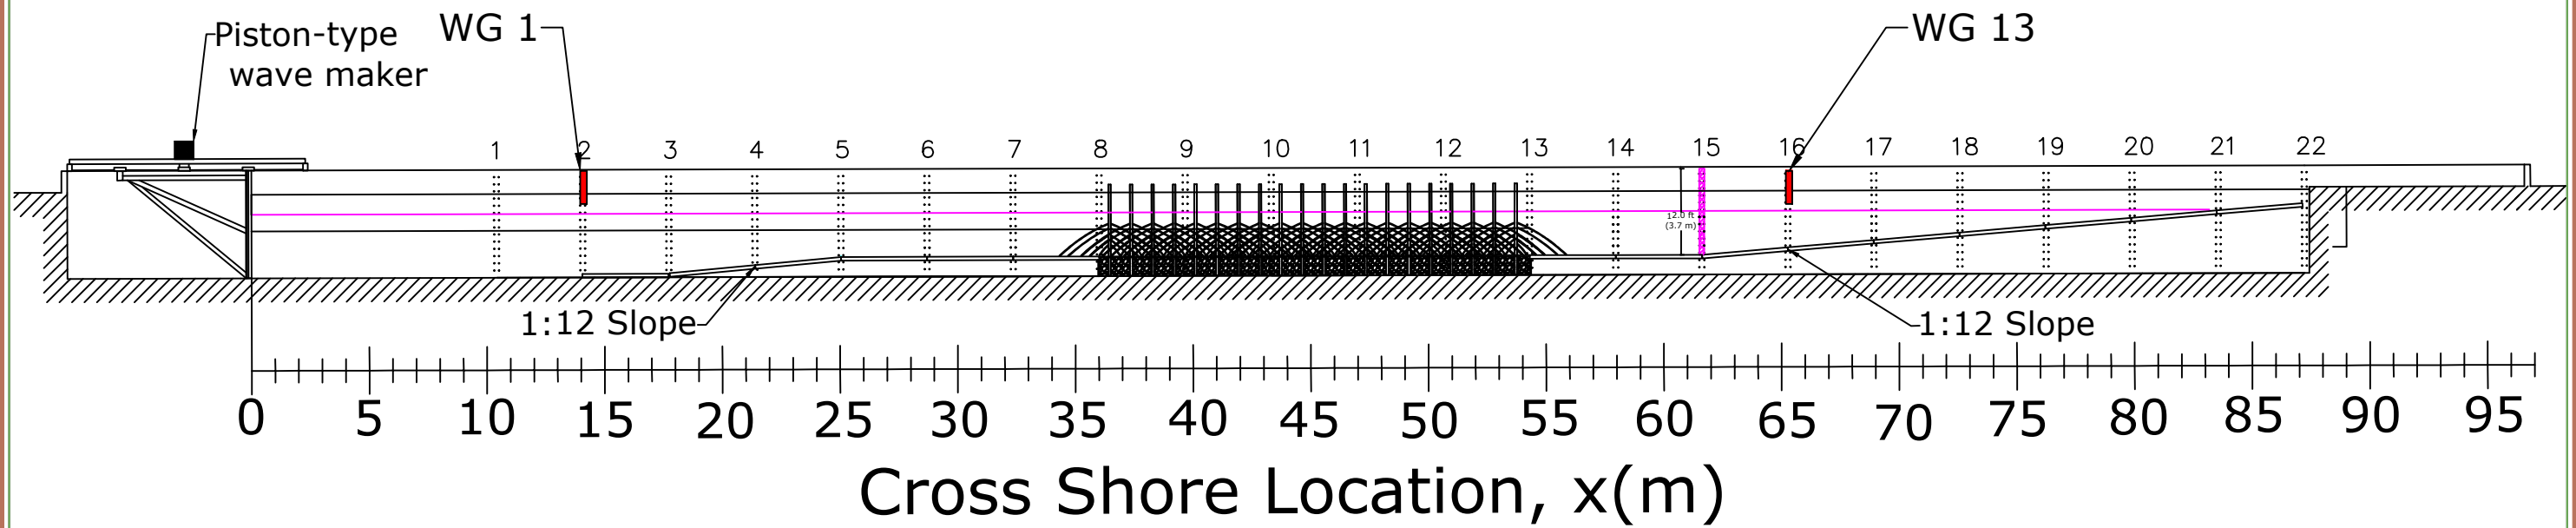 Piston-type
wave maker
WG 1
WG 13
1 2 3 4 5 6 7 8 9 10 11 12 13 14 15 16 17 18 19 20 21 22
12.0 ft
(3.7 m)
1:12 Slope
1:12 Slope
0 5 10 15 20 25 30 35 40 45 50 55 60 65 70 75 80 85 90 95
Cross Shore Location, x(m)